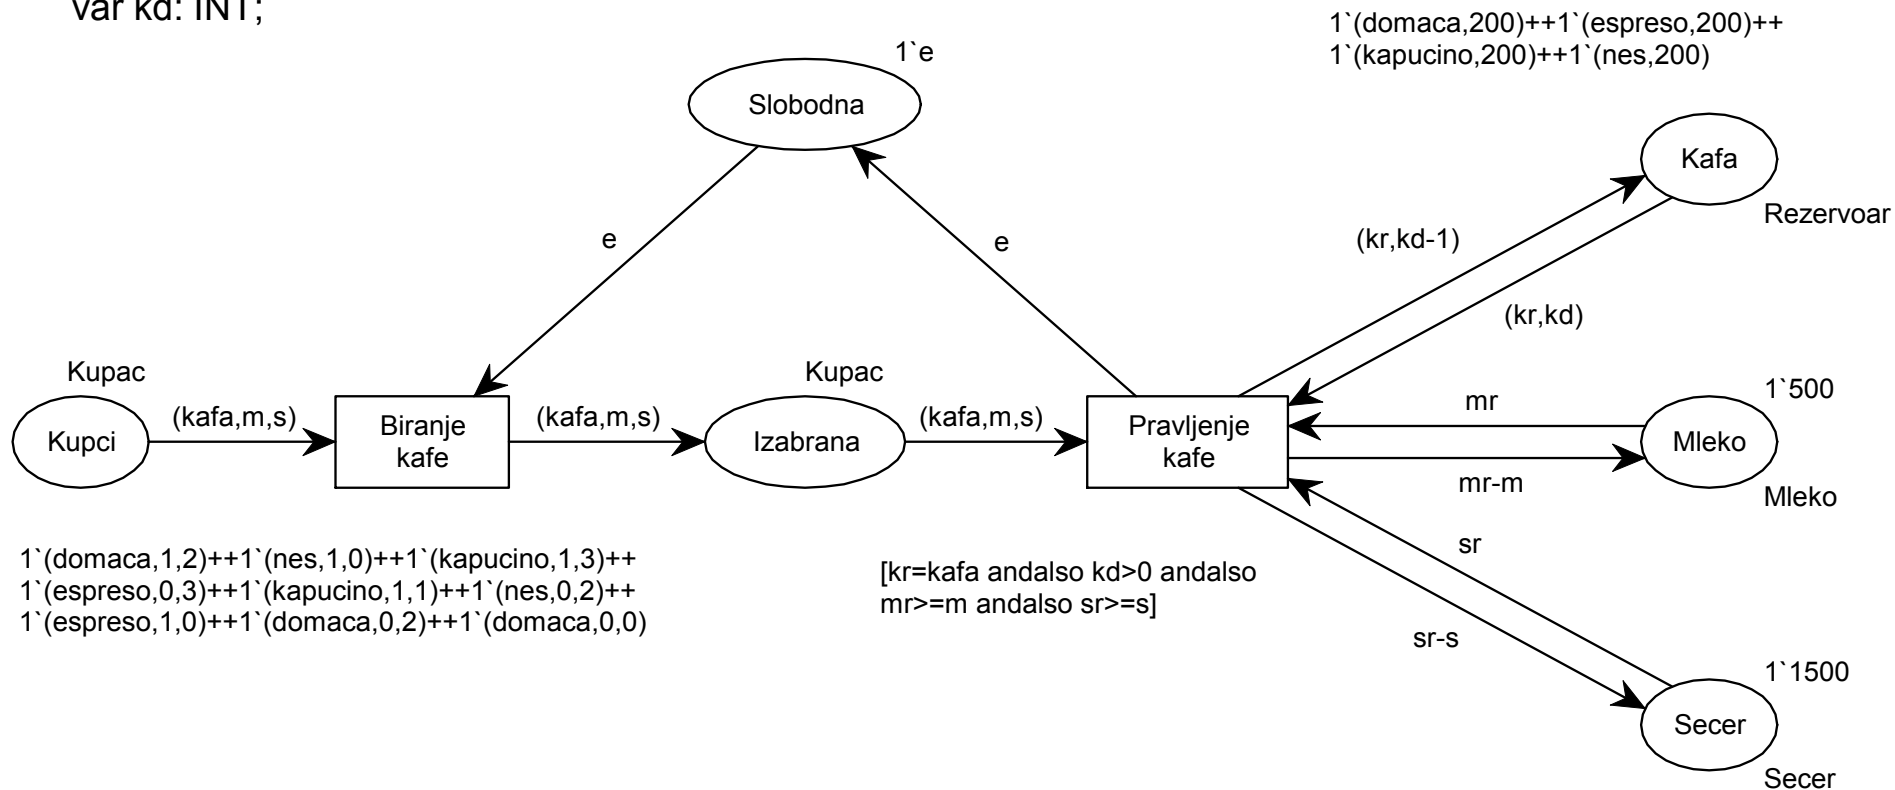 var kd: INT;
1`(domaca,200)++1`(espreso,200)++
1`(kapucino,200)++1`(nes,200)
1`e
Slobodna
Kafa
Rezervoar
e
e
(kr,kd-1)
(kr,kd)
Kupac
Kupac
1`500
Kupci
(kafa,m,s)
Biranje
kafe
(kafa,m,s)
Izabrana
(kafa,m,s)
Pravljenje
kafe
mr
Mleko
mr-m
Mleko
sr
1`(domaca,1,2)++1`(nes,1,0)++1`(kapucino,1,3)++
1`(espreso,0,3)++1`(kapucino,1,1)++1`(nes,0,2)++
1`(espreso,1,0)++1`(domaca,0,2)++1`(domaca,0,0)
[kr=kafa andalso kd>0 andalso
mr>=m andalso sr>=s]
sr-s
1`1500
Secer
Secer